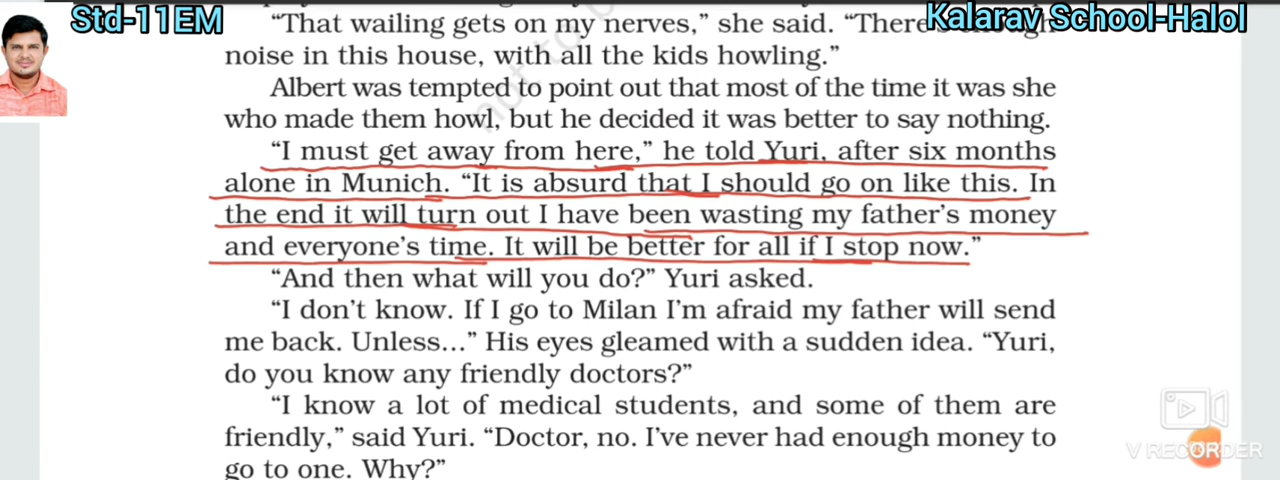 Std-11EM
Kalarav School-Halol
“That wailing gets on my nerves,” she said. “There's enough
noise in this house, with all the kids howling.”
Albert was tempted to point out that most of the time it was she
who made them howl, but he decided it was better to say nothing.
“I must get away from here,” he told Yuri, after six months
alone in Munich. “It is absurd that I should go on like this. In
the end it will turn out I have been wasting my father’s money
and everyone’s time. It will be better for all if I stop now.”
“And then what will you do?” Yuri asked.
“I don’t know. If I go to Milan I’m afraid my father will send
me back. Unless...” His eyes gleamed with a sudden idea. “Yuri,
do you know any friendly doctors?”
“I know a lot of medical students, and some of them are
friendly,” said Yuri. “Doctor, no. I’ve never had enough money to
go to one. Why?”
V RECORDER